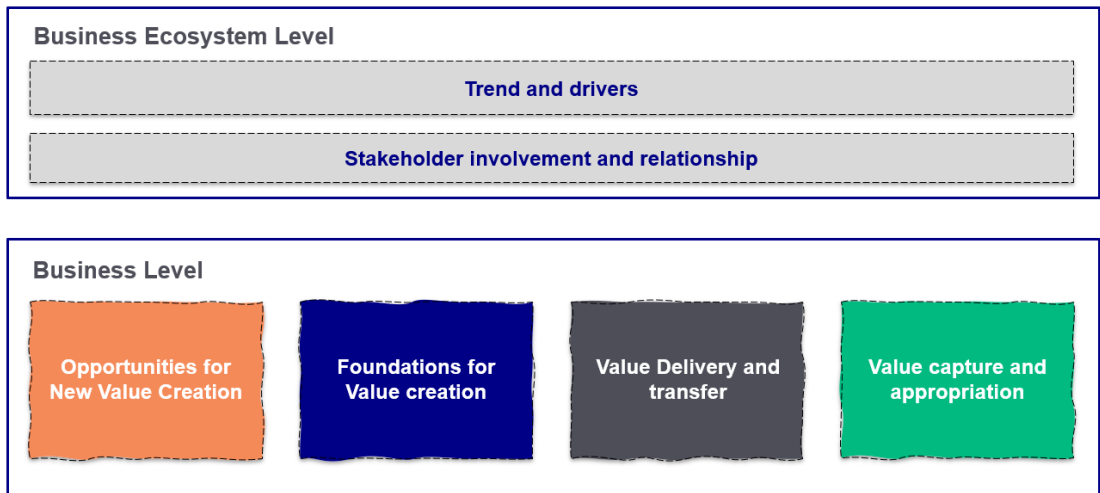 Business Ecosystem Level
Trend and drivers
Stakeholder involvement and relationship
Business Level
Opportunities for
New Value Creation
Foundations for
Value creation
Value Delivery and
transfer
Value capture and
appropriation